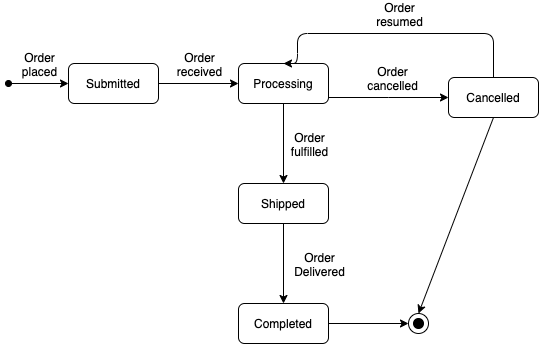 Order
resumed
Order
placed
Submitted
Order
received
Processing
Order
cancelled
Cancelled
Order
fulfilled
Shipped
Order
Delivered
Completed